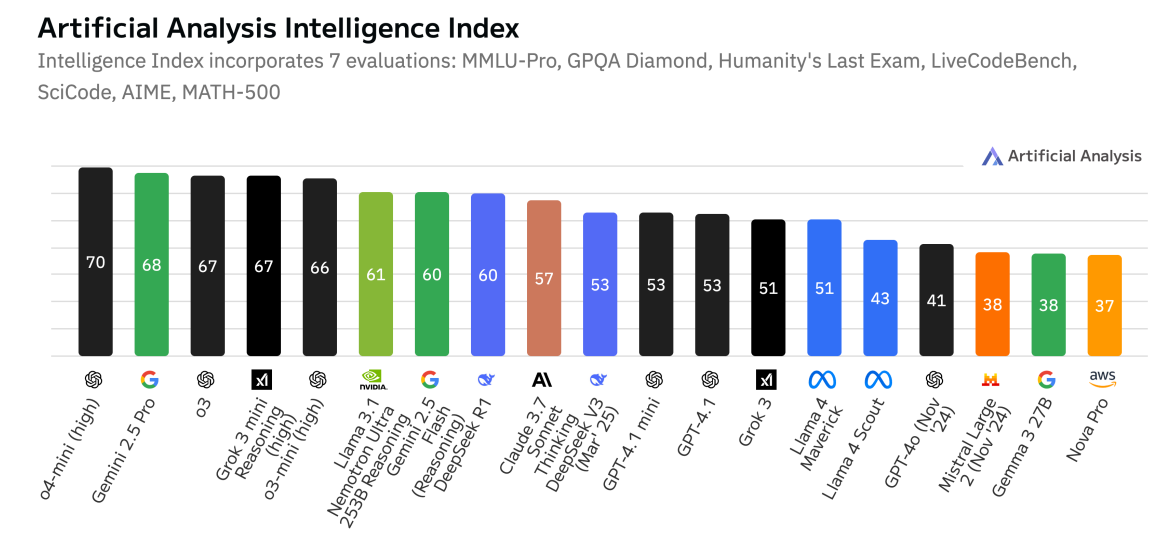 Artificial Analysis Intelligence Index
Intelligence Index incorporates 7 evaluations: MMLU-Pro, GPQA Diamond, Humanity's Last Exam, LiveCodeBench,
SciCode, AIME, MATH-500
Artificial Analysis
70
68
67
67
66
61
60
60
57
53
53
53
51
51
43
41
38
38
37
NVIDIA
aws
o4-mini (high)
Gemini 2.5 Pro
o3
Grok 3 mini
Reasoning
(high)
o3-mini (high)
Llama 3.1
Nemotron Ultra
253B Reasoning
Gemini 2.5
Flash
(Reasoning)
DeepSeek R1
Claude 3.7
Sonnet
Thinking
DeepSeek V3
(Mar' 25)
GPT-4.1 mini
GPT-4.1
Grok 3
Llama 4
Maverick
Llama 4 Scout
GPT-4o (Nov
'24)
Mistral Large
2 (Nov '24)
Gemma 3 27B
Nova Pro